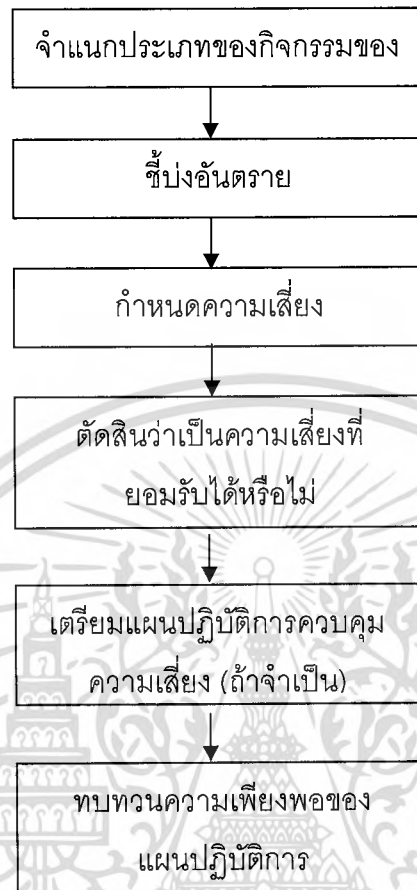 จำแนกประเภทของกิจกรรมของ
ชี้บ่งอันตราย
กำหนดความเสี่ยง
ตัดสินว่าเป็นความเสี่ยงที่
ยอมรับได้หรือไม่
เตรียมแผนปฏิบัติการควบคุม
ความเสี่ยง (ถ้าจำเป็น)
ทบทวนความเพียงพอของ
แผนปฏิบัติการ